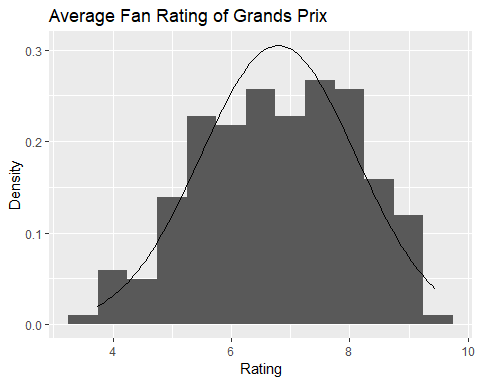 Average Fan Rating of Grands Prix
0.3
0.2
0.1
0.0
Density
4 6 8 10
Rating